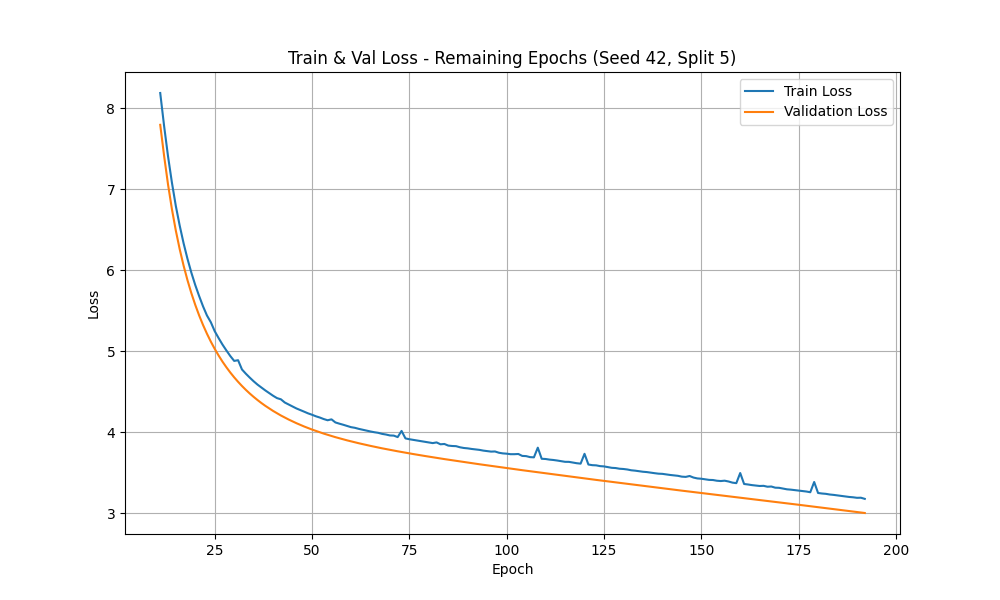 Train & Val Loss - Remaining Epochs (Seed 42, Split 5)
Train Loss
Validation Loss
8
7
6
5
4
3
Loss
25 50 75 100 125 150 175 200
Epoch